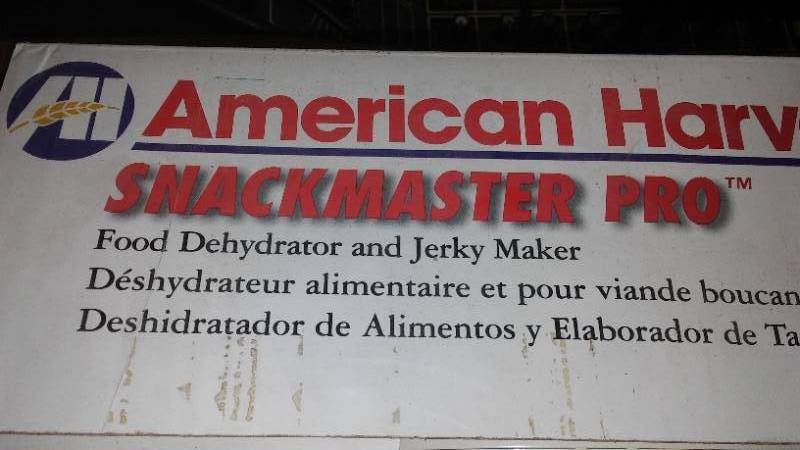 AH American Harv
SNACKMASTER PRO™
Food Dehydrator and Jerky Maker
Déshydrateur alimentaire et pour viande boucan
Deshidratador de Alimentos y Elaborador de Ta